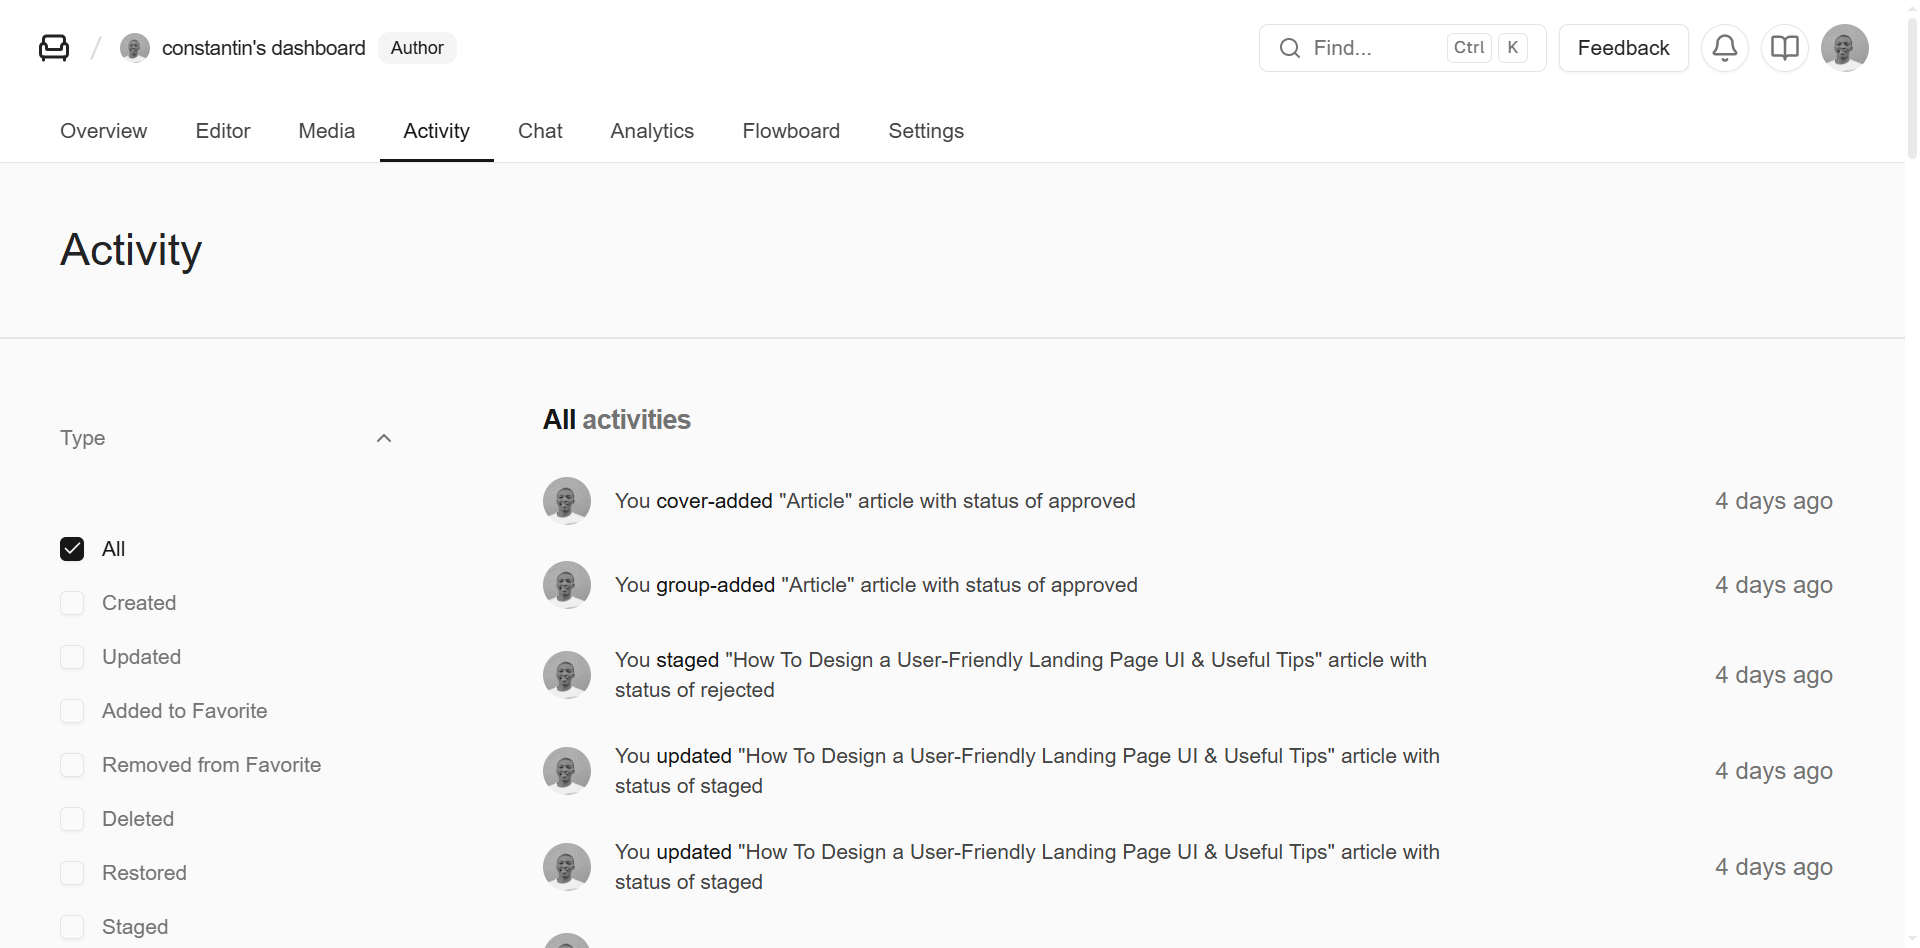 constantin's dashboard Author Find... Ctrl K Feedback
Overview Editor Media Activity Chat Analytics Flowboard Settings
Activity
Type
All
Created
Updated
Added to Favorite
Removed from Favorite
Deleted
Restored
Staged
All activities
You cover-added "Article" article with status of approved 4 days ago
You group-added "Article" article with status of approved 4 days ago
You staged "How To Design a User-Friendly Landing Page UI & Useful Tips" article with
status of rejected
4 days ago
You updated "How To Design a User-Friendly Landing Page UI & Useful Tips" article with
status of staged
4 days ago
You updated "How To Design a User-Friendly Landing Page UI & Useful Tips" article with
status of staged
4 days ago